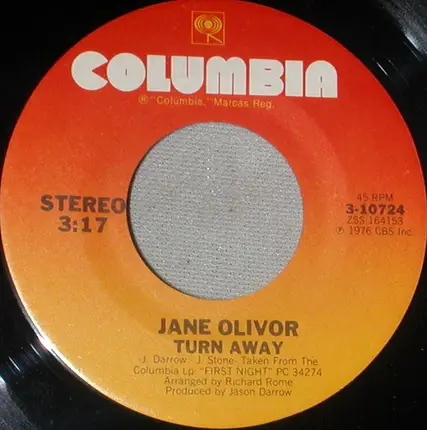 COLUMBIA
® "Columbia," Marcas Reg.
STEREO
3:17
45 RPM
3-10724
ZSS 164153
℗ 1976 CBS Inc.
JANE OLIVOR
TURN AWAY
-J. Darrow- J. Stone- Taken From The
Columbia Lp: "FIRST NIGHT" PC 34274
Arranged by Richard Rome
Produced by Jason Darrow